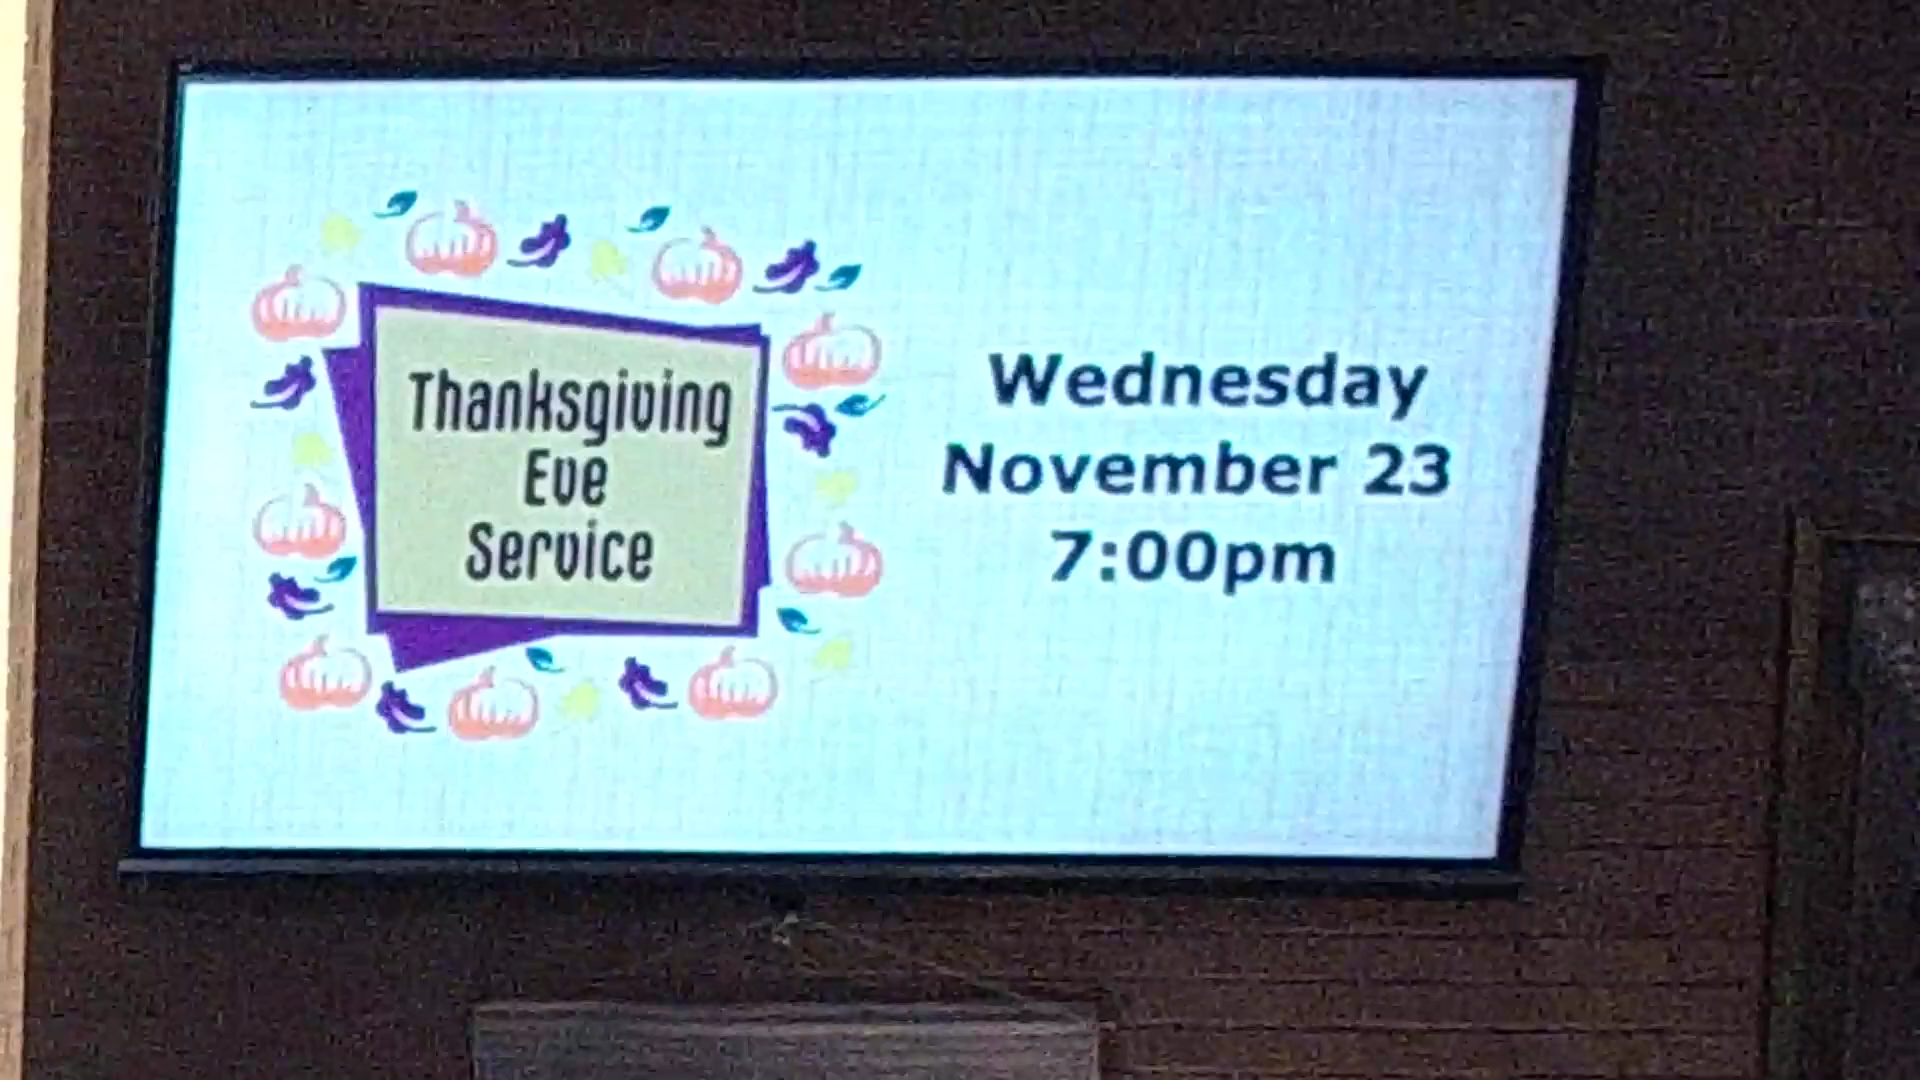 Thanksgiving
Eve
Service
Wednesday
November 23
7:00pm